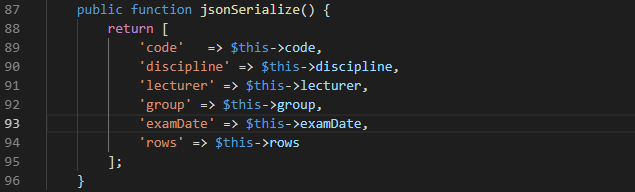 87 public function jsonSerialize() {
88 return [
89 'code'   => $this->code,
90 'discipline' => $this->discipline,
91 'lecturer' => $this->lecturer,
92 'group' => $this->group,
93 'examDate' => $this->examDate,
94 'rows' => $this->rows
95 ];
96 }